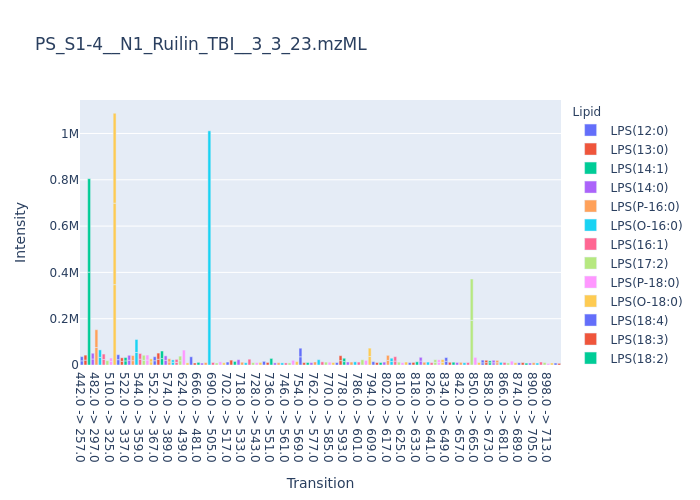 PS_S1-4__N1_Ruilin_TBI__3_3_23.mzML
Lipid
LPS(12:0)
LPS(13:0)
LPS(14:1)
LPS(14:0)
LPS(P-16:0)
LPS(O-16:0)
LPS(16:1)
LPS(17:2)
LPS(P-18:0)
LPS(O-18:0)
LPS(18:4)
LPS(18:3)
LPS(18:2)
Intensity
1M
0.8M
0.6M
0.4M
0.2M
0
442.0 -> 257.0
482.0 -> 297.0
510.0 -> 325.0
522.0 -> 337.0
544.0 -> 359.0
552.0 -> 367.0
574.0 -> 389.0
624.0 -> 439.0
666.0 -> 481.0
690.0 -> 505.0
702.0 -> 517.0
718.0 -> 533.0
728.0 -> 543.0
736.0 -> 551.0
746.0 -> 561.0
754.0 -> 569.0
762.0 -> 577.0
770.0 -> 585.0
778.0 -> 593.0
786.0 -> 601.0
794.0 -> 609.0
802.0 -> 617.0
810.0 -> 625.0
818.0 -> 633.0
826.0 -> 641.0
834.0 -> 649.0
842.0 -> 657.0
850.0 -> 665.0
858.0 -> 673.0
866.0 -> 681.0
874.0 -> 689.0
890.0 -> 705.0
898.0 -> 713.0
Transition